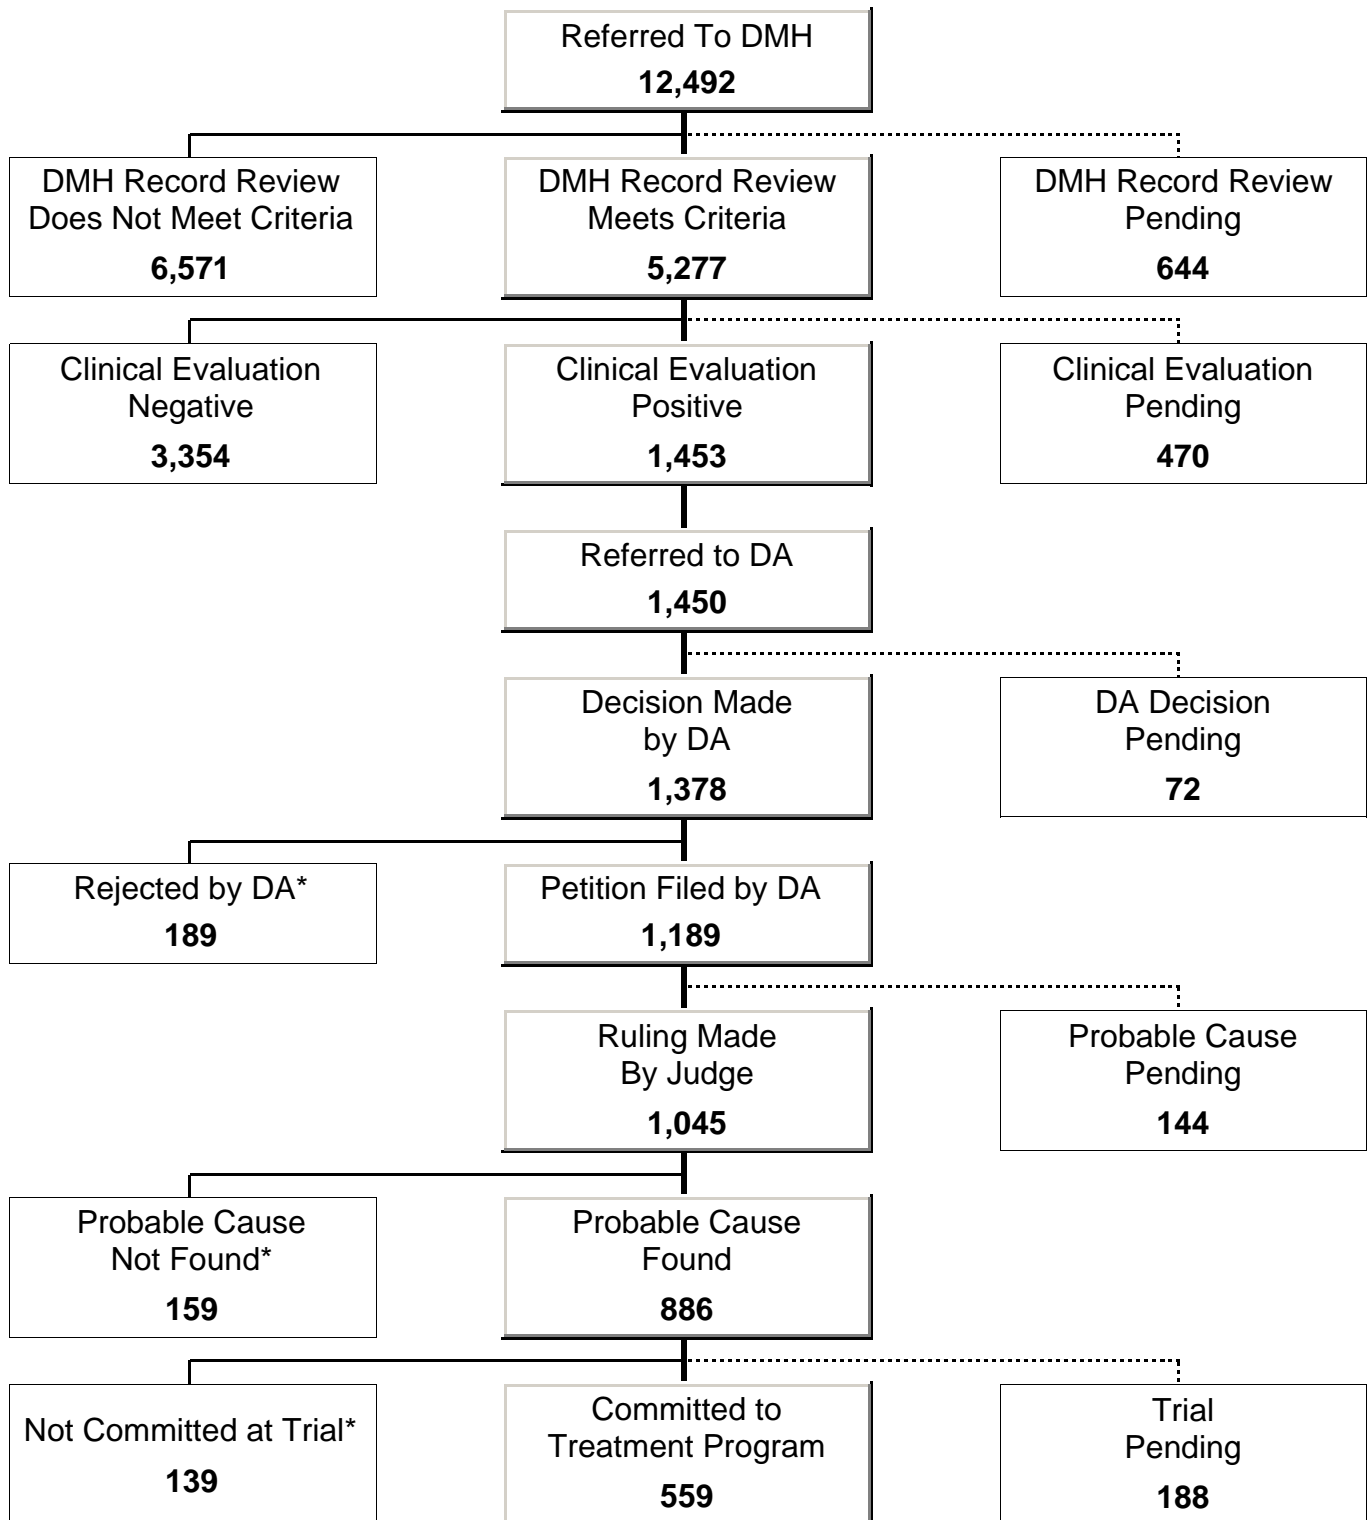 Referred To DMH
12,492
DMH Record Review
Does Not Meet Criteria
6,571
DMH Record Review
Meets Criteria
5,277
DMH Record Review
Pending
644
Clinical Evaluation
Negative
3,354
Clinical Evaluation
Positive
1,453
Clinical Evaluation
Pending
470
Referred to DA
1,450
Decision Made
by DA
1,378
DA Decision
Pending
72
Rejected by DA*
189
Petition Filed by DA
1,189
Ruling Made
By Judge
1,045
Probable Cause
Pending
144
Probable Cause
Not Found*
159
Probable Cause
Found
886
Not Committed at Trial*
139
Committed to
Treatment Program
559
Trial
Pending
188